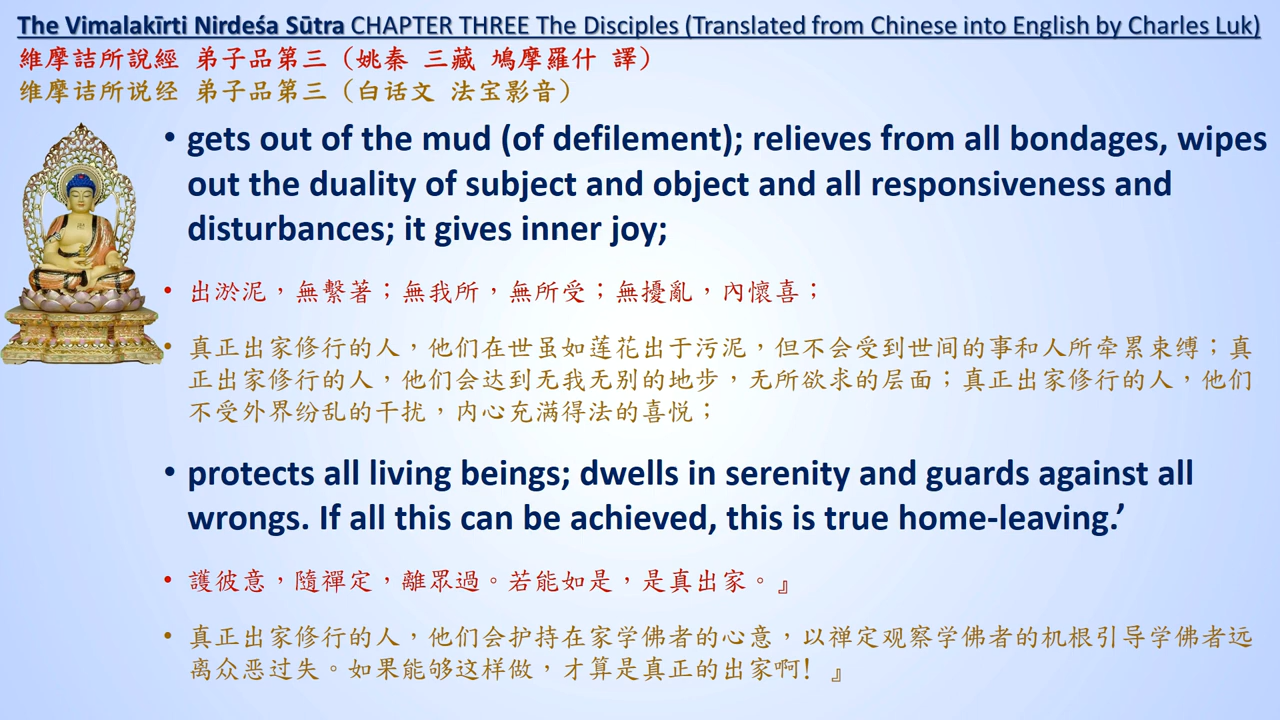 The Vimalakīrti Nirdeśa Sūtra CHAPTER THREE The Disciples (Translated from Chinese into English by Charles Luk)
維摩詰所說經 弟子品第三（姚秦 三藏 鳩摩羅什 譯）
维摩诘所说经 弟子品第三（白话文 法宝影音）
• gets out of the mud (of defilement); relieves from all bondages, wipes
out the duality of subject and object and all responsiveness and
disturbances; it gives inner joy;
• 出淤泥，無繫著；無我所，無所受；無擾亂，內懷喜；
• 真正出家修行的人，他们在世虽如莲花出于污泥，但不会受到世间的事和人所牵累束缚；真
正出家修行的人，他们会达到无我无别的地步，无所欲求的层面；真正出家修行的人，他们
不受外界纷乱的干扰，内心充满得法的喜悦；
• protects all living beings; dwells in serenity and guards against all
wrongs. If all this can be achieved, this is true home-leaving.’
• 護彼意，隨禪定，離眾過。若能如是，是真出家。』
• 真正出家修行的人，他们会护持在家学佛者的心意，以禅定观察学佛者的机根引导学佛者远
离众恶过失。如果能够这样做，才算是真正的出家啊！』